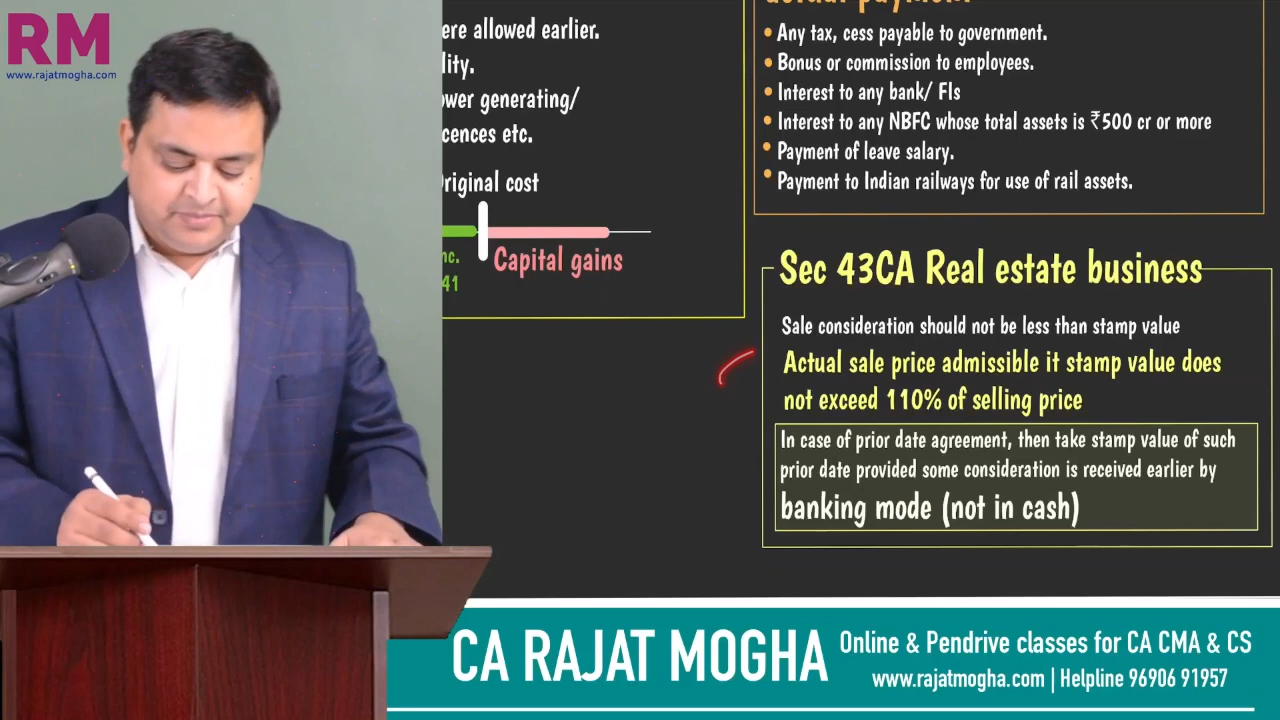 RM
www.rajatmogha.com
ere allowed earlier.
lity.
ower generating/
cences etc.
riginal cost
nc.
41
Capital gains
actual payment
• Any tax, cess payable to government.
• Bonus or commission to employees.
• Interest to any bank/ FIs
• Interest to any NBFC whose total assets is ₹500 cr or more
• Payment of leave salary.
• Payment to Indian railways for use of rail assets.
Sec 43CA Real estate business
Sale consideration should not be less than stamp value
Actual sale price admissible it stamp value does
not exceed 110% of selling price
In case of prior date agreement, then take stamp value of such
prior date provided some consideration is received earlier by
banking mode (not in cash)
CA RAJAT MOGHA
Online & Pendrive classes for CA CMA & CS
www.rajatmogha.com | Helpline 96906 91957